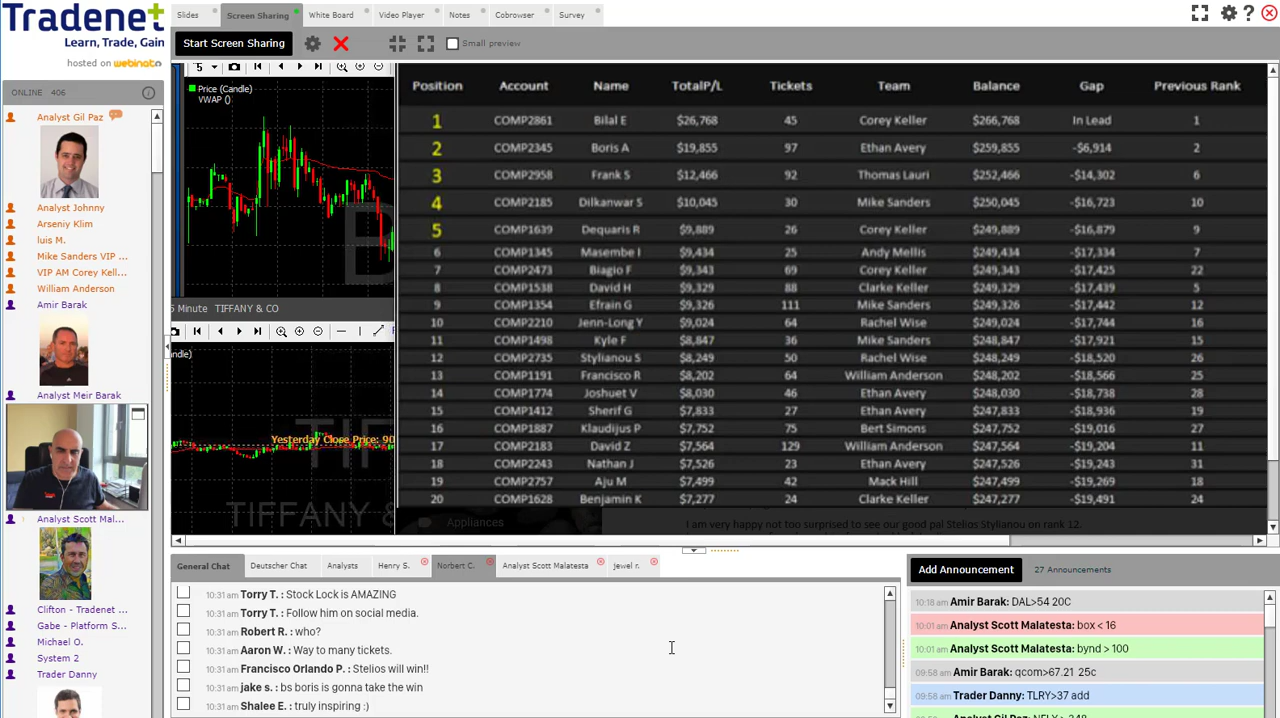 Tradenet
Learn, Trade, Gain
hosted on webinato
ONLINE 406
Analyst Gil Paz
Analyst Johnny
Arseniy Klim
luis M.
Mike Sanders VIP ...
VIP AM Corey Kell...
William Anderson
Amir Barak
Analyst Meir Barak
Analyst Scott Mal...
Clifton - Tradenet ...
Gabe - Platform S...
Michael O.
System 2
Trader Danny
Slides Screen Sharing White Board Video Player Notes Cobrowser Survey
Start Screen Sharing Small preview
5
Price (Candle)
VWAP ()
5 Minute TIFFANY & CO
Yesterday Close Price: 90
TIFFANY & CO
Position Account Name TotalP/L Tickets Team Balance Gap Previous Rank
1 COMP2861 Bilal E $26,768 45 Corey Keller $266,768 In Lead 1
2 COMP2345 Boris A $19,855 97 Ethan Avery $259,855 -$6,914 2
3 COMP2958 Frank S $12,466 92 Thomas Lauri $252,466 -$14,302 6
4 COMP2185 Dilkanwar S $10,045 30 Mike Sanders $250,045 -$16,723 10
5 COMP1639 Dequaris R $9,889 26 Corey Keller $249,889 -$16,879 9
6 COMP1345 Masembe I $9,434 25 Andy Mellis $249,434 -$17,334 7
7 COMP2473 Biagio F $9,343 69 Corey Keller $249,343 -$17,425 22
8 COMP1538 David H $9,329 88 Clarke Keller $249,329 -$17,439 5
9 COMP1354 Efrain G $9,326 111 Mike Sanders $249,326 -$17,442 12
10 COMP2210 Jenn-Long Y $9,024 64 Rachel Wise $249,024 -$17,744 16
11 COMP1498 Kyle F $8,847 36 Mike Sanders $248,847 -$17,921 15
12 COMP2735 Stylianou S $8,249 50 Rachel Wise $248,249 -$18,520 26
13 COMP1191 Francisco R $8,202 64 William Anderson $248,202 -$18,566 25
14 COMP2008 Joshuet V $8,030 46 Ethan Avery $248,030 -$18,738 28
15 COMP1412 Sherif G $7,833 27 Ethan Avery $247,833 -$18,936 19
16 COMP1887 Klaudijus P $7,752 75 Bert Simons $247,752 -$19,016 27
17 COMP2183 David Z $7,564 129 William Anderson $247,564 -$19,204 11
18 COMP2243 Nathan J $7,526 23 Ethan Avery $247,526 -$19,243 31
19 COMP2757 Aju M $7,499 42 Mack Hill $247,499 -$19,269 18
20 COMP1628 Benjamin K $7,277 24 Clarke Keller $247,277 -$19,491 24
Appliances
I am very happy surprised to see our good pal Stelios Stylianou on rank 12.
General Chat Deutscher Chat Analysts Henry S. Norbert C. Analyst Scott Malatesta jewel r.
10:31 am Torry T. : Stock Lock is AMAZING
10:31 am Torry T. : Follow him on social media.
10:31 am Robert R. : who?
10:31 am Aaron W. : Way to many tickets.
10:31 am Francisco Orlando P. : Stelios will win!!
10:31 am jake s. : bs boris is gonna take the win
10:31 am Shalee E. : truly inspiring :)
Add Announcement 27 Announcements
10:18 am Amir Barak: DAL>54 20C
10:01 am Analyst Scott Malatesta: box < 16
10:01 am Analyst Scott Malatesta: bynd > 100
09:58 am Amir Barak: qcom>67.21 25c
09:58 am Trader Danny: TLRY>37 add
Analyst Gil Paz: NFLX > 348